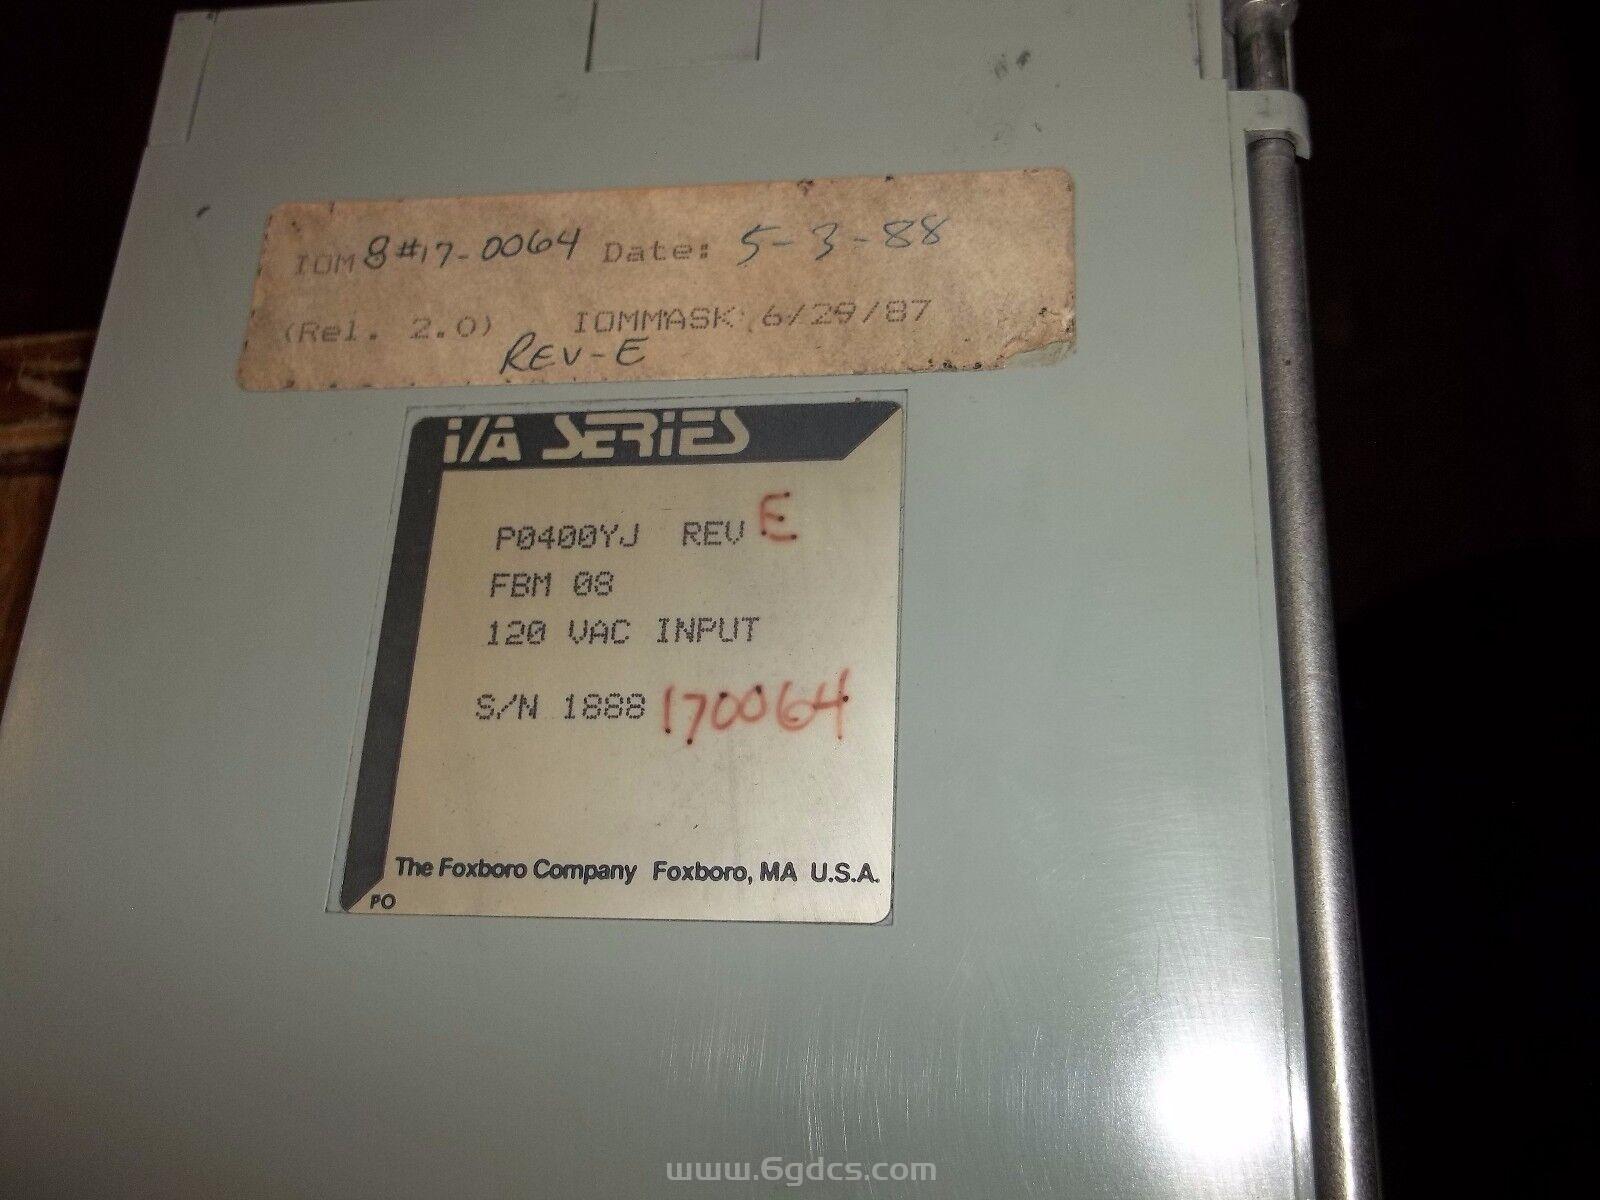 IOM 8 #17-0064 Date: 5-3-88
(Rel. 2.0) IOMMASK 6/29/87
REV-E
I/A SERIES
P0400YJ REV E
FBM 08
120 VAC INPUT
S/N 1888 170064
The Foxboro Company Foxboro, MA U.S.A.
PO
www.6gdcs.com